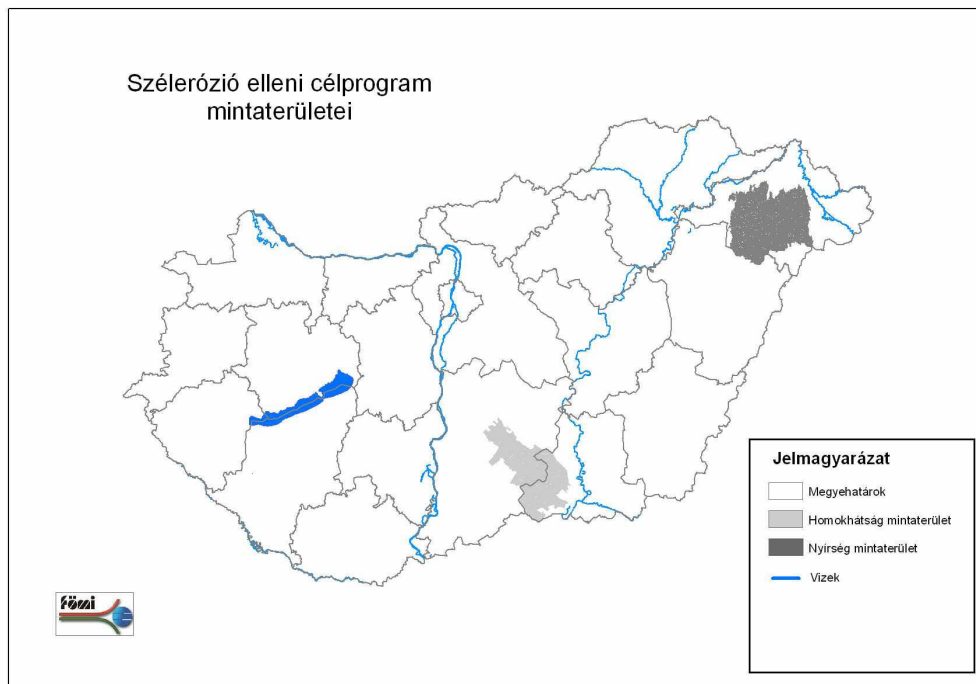 Szélerózió elleni célprogram
mintaterületei
Jelmagyarázat
Megyehatárok
Homokhátság mintaterület
Nyírség mintaterület
Vizek
fömi